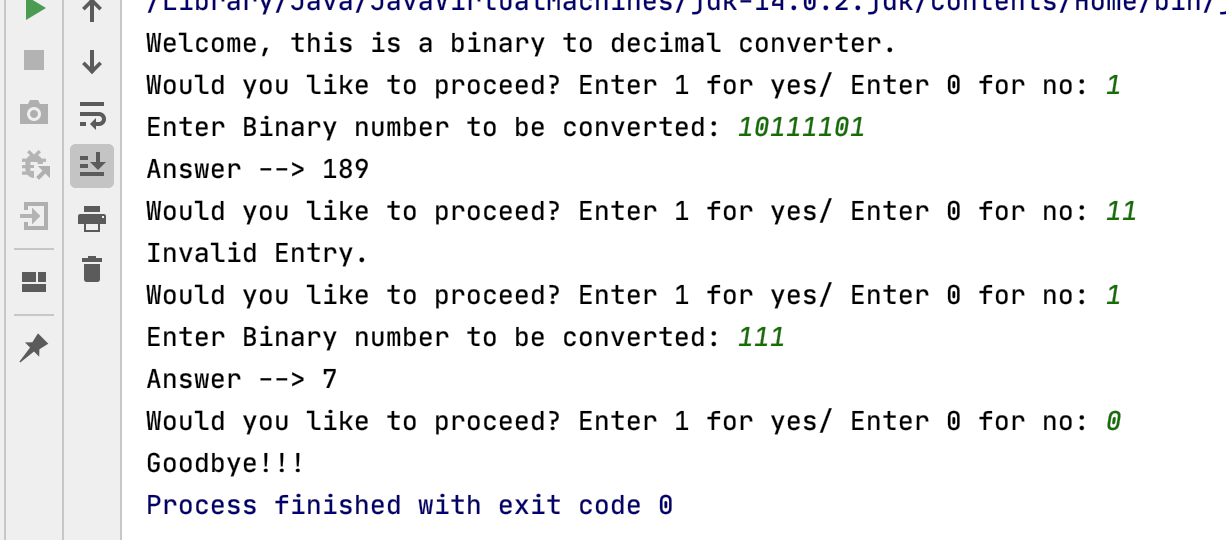 /Library/Java/JavaVirtualMachines/jdk-14.0.2.jdk/Contents/Home/bin/j
Welcome, this is a binary to decimal converter.
Would you like to proceed? Enter 1 for yes/ Enter 0 for no: 1
Enter Binary number to be converted: 10111101
Answer --> 189
Would you like to proceed? Enter 1 for yes/ Enter 0 for no: 11
Invalid Entry.
Would you like to proceed? Enter 1 for yes/ Enter 0 for no: 1
Enter Binary number to be converted: 111
Answer --> 7
Would you like to proceed? Enter 1 for yes/ Enter 0 for no: 0
Goodbye!!!
Process finished with exit code 0